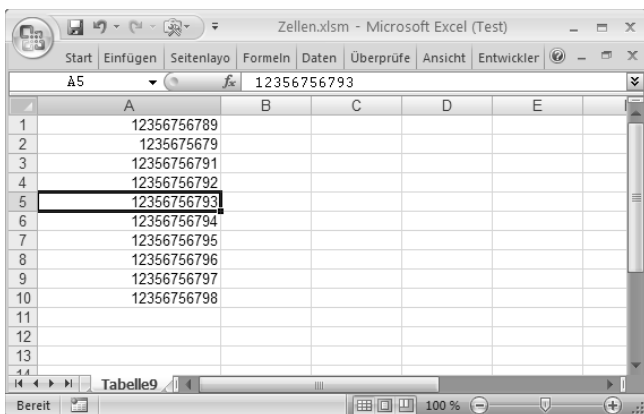 Zellen.xlsm - Microsoft Excel (Test)
Start Einfügen Seitenlayo Formeln Daten Überprüfe Ansicht Entwickler
A5 fx 12356756793
A B C D E
1 12356756789
2 1235675679
3 12356756791
4 12356756792
5 12356756793
6 12356756794
7 12356756795
8 12356756796
9 12356756797
10 12356756798
11
12
13
14
Tabelle9
Bereit 100 %